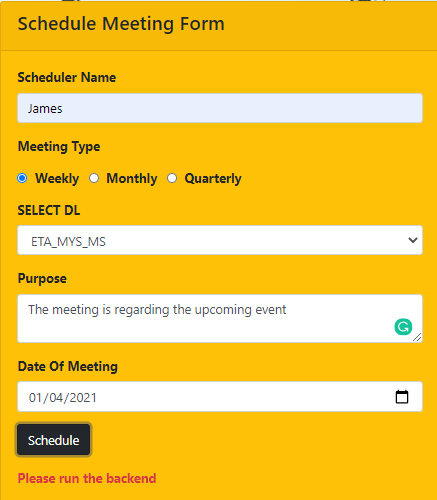 Schedule Meeting Form
Scheduler Name
James
Meeting Type
Weekly Monthly Quarterly
SELECT DL
ETA_MYS_MS
Purpose
The meeting is regarding the upcoming event
Date Of Meeting
01/04/2021
Schedule
Please run the backend